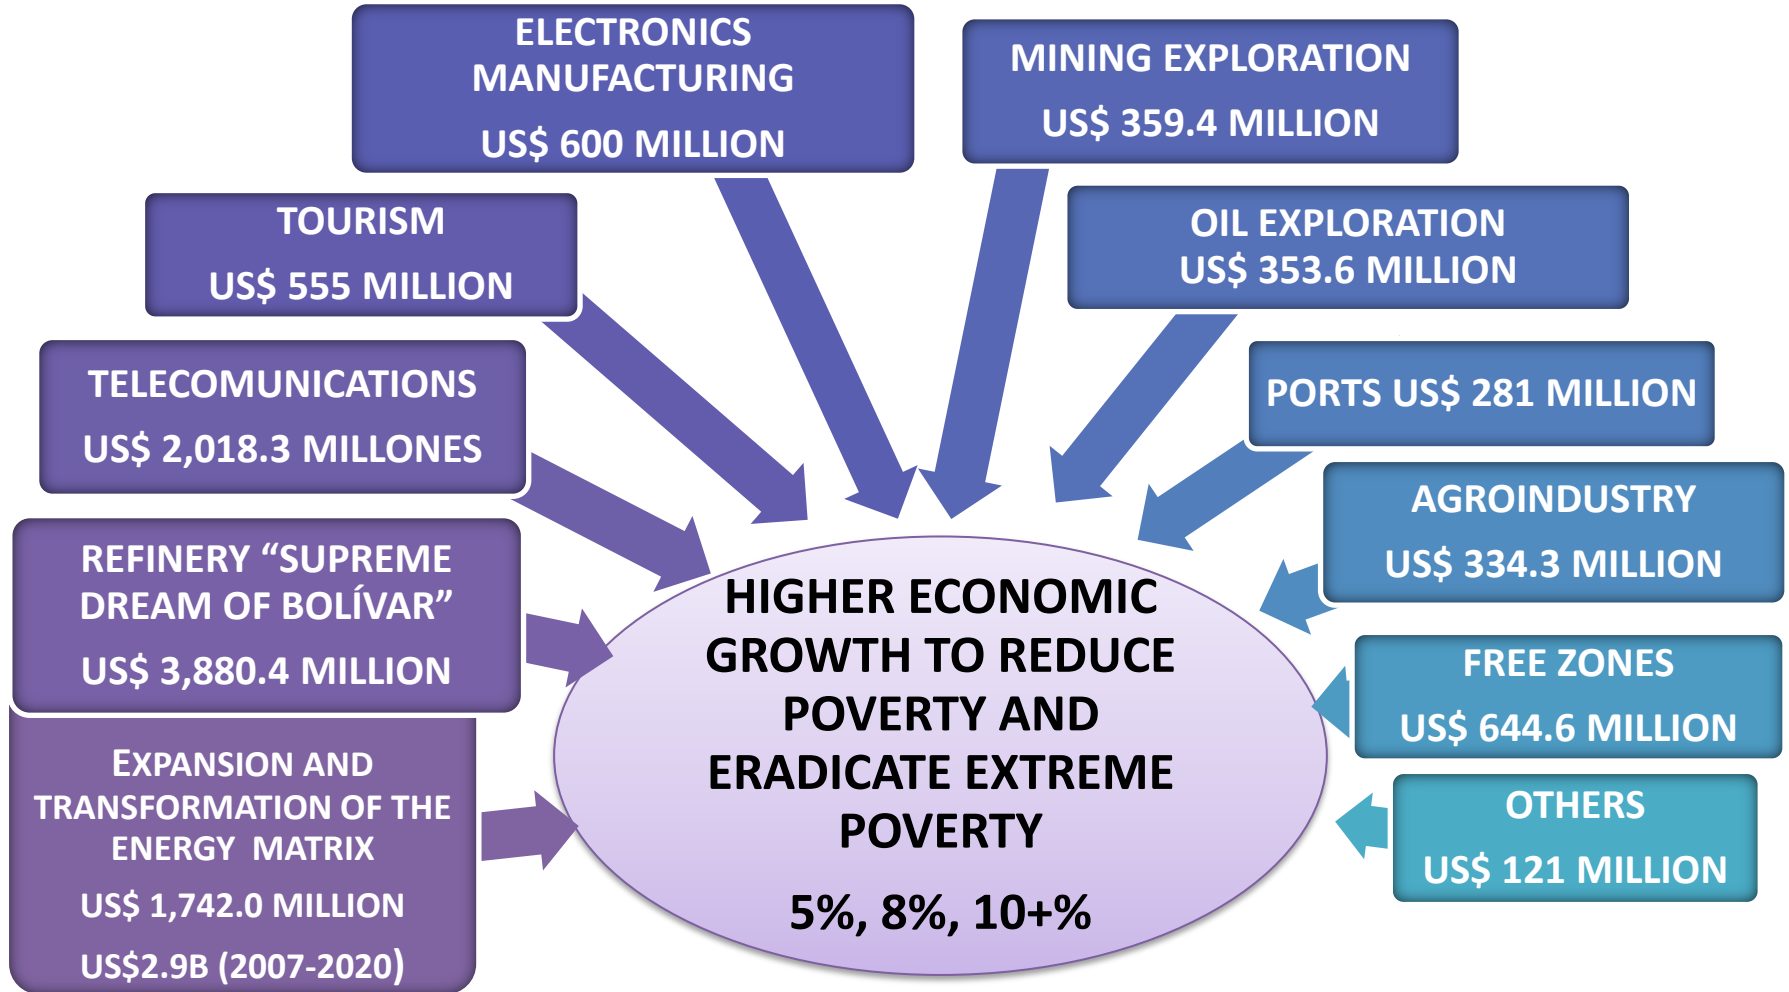 ELECTRONICS
MANUFACTURING
US$ 600 MILLION
MINING EXPLORATION
US$ 359.4 MILLION
TOURISM
US$ 555 MILLION
OIL EXPLORATION
US$ 353.6 MILLION
TELECOMUNICATIONS
US$ 2,018.3 MILLONES
PORTS US$ 281 MILLION
REFINERY “SUPREME
DREAM OF BOLÍVAR”
US$ 3,880.4 MILLION
AGROINDUSTRY
US$ 334.3 MILLION
EXPANSION AND
TRANSFORMATION OF THE
ENERGY MATRIX
US$ 1,742.0 MILLION
US$2.9B (2007-2020)
FREE ZONES
US$ 644.6 MILLION
OTHERS
US$ 121 MILLION
HIGHER ECONOMIC
GROWTH TO REDUCE
POVERTY AND
ERADICATE EXTREME
POVERTY
5%, 8%, 10+%